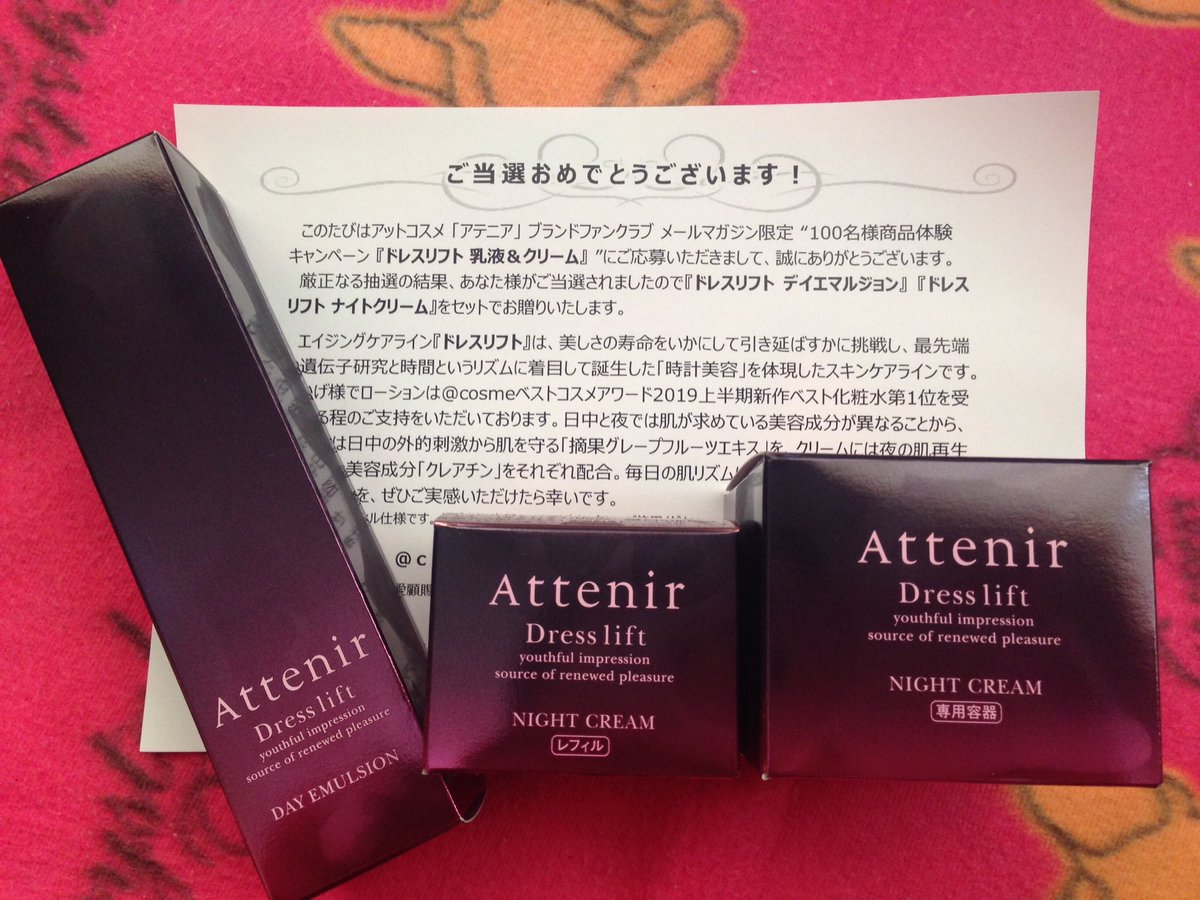 ご当選おめでとうございます！
このたびはアットコスメ「アテニア」ブランドファンクラブ メールマガジン限定 “100名様商品体験
キャンペーン『ドレスリフト 乳液＆クリーム』”にご応募いただきまして、誠にありがとうございます。
厳正なる抽選の結果、あなた様がご当選されましたので『ドレスリフト デイエマルジョン』『ドレス
リフト ナイトクリーム』をセットでお贈りいたします。
エイジングケアライン『ドレスリフト』は、美しさの寿命をいかにして引き延ばすかに挑戦し、最先端
遺伝子研究と時間というリズムに着目して誕生した「時計美容」を体現したスキンケアラインです。
げ様でローションは@cosmeベストコスメアワード2019上半期新作ベスト化粧水第1位を受
る程のご支持をいただいております。日中と夜では肌が求めている美容成分が異なることから、
は日中の外的刺激から肌を守る「摘果グレープフルーツエキス」を、クリームには夜の肌再生
美容成分「クレアチン」をそれぞれ配合。毎日の肌リズムに
を、ぜひご実感いただけたら幸いです。
ル仕様です。
@c
愛顧賜
Attenir
Dress lift
youthful impression
source of renewed pleasure
DAY EMULSION
Attenir
Dress lift
youthful impression
source of renewed pleasure
NIGHT CREAM
レフィル
Attenir
Dress lift
youthful impression
source of renewed pleasure
NIGHT CREAM
専用容器